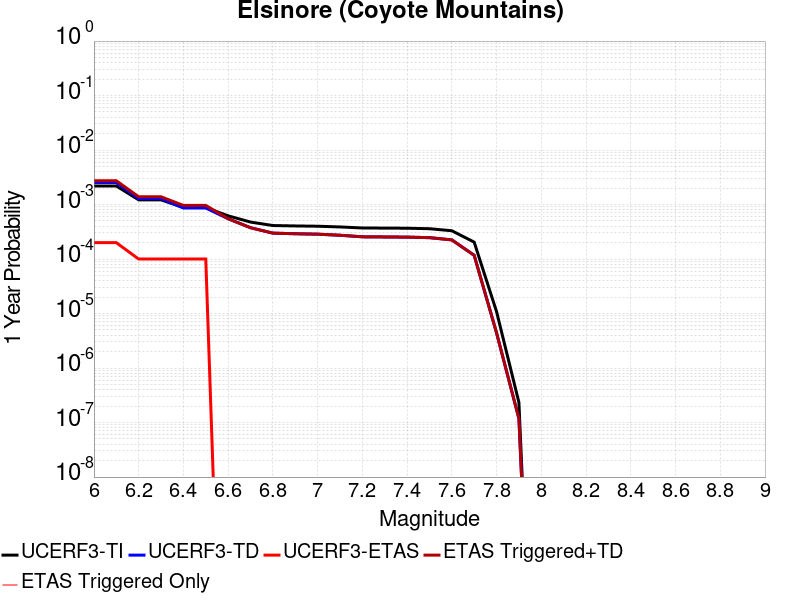 Elsinore (Coyote Mountains)
10^0
10^-1
10^-2
10^-3
10^-4
10^-5
10^-6
10^-7
10^-8
1 Year Probability
6 6.2 6.4 6.6 6.8 7 7.2 7.4 7.6 7.8 8 8.2 8.4 8.6 8.8 9
Magnitude
UCERF3-TI UCERF3-TD UCERF3-ETAS ETAS Triggered+TD
ETAS Triggered Only